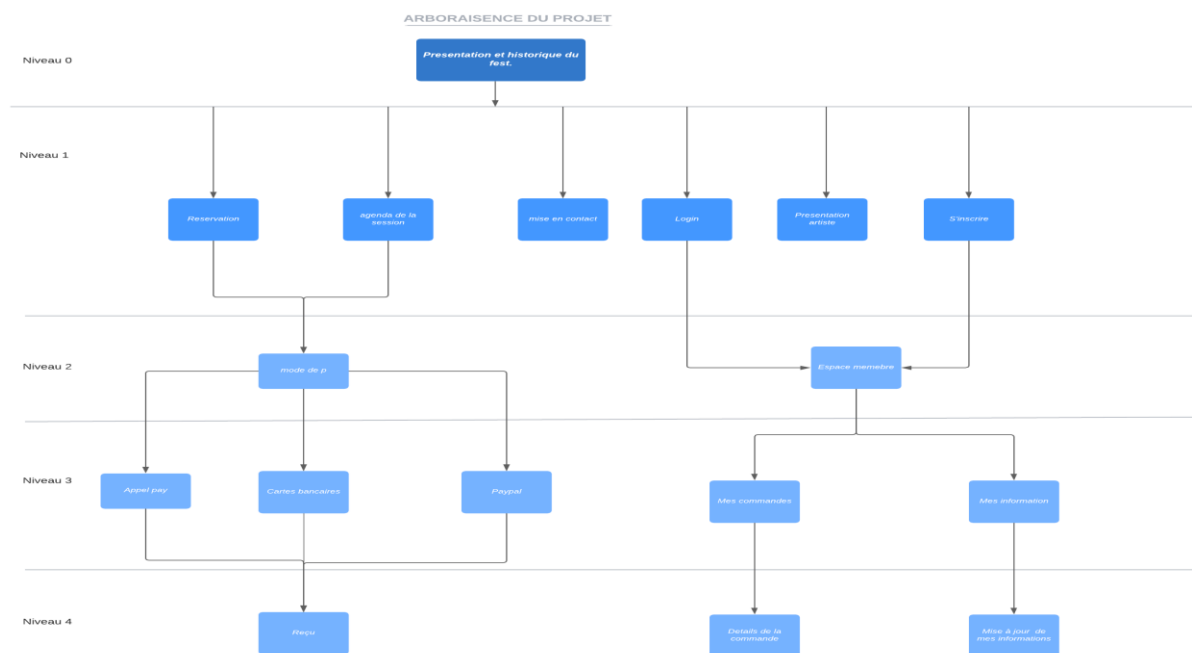 ARBORAISENCE DU PROJET
Niveau 0
Presentation et historique du
fest.
Niveau 1
Reservation
agenda de la
session
mise en contact
Login
Presentation
artiste
S'inscrire
Niveau 2
mode de p
Espace memebre
Niveau 3
Appel pay
Cartes bancaires
Paypal
Mes commandes
Mes information
Niveau 4
Reçu
Details de la
commande
Mise à jour de
mes informations